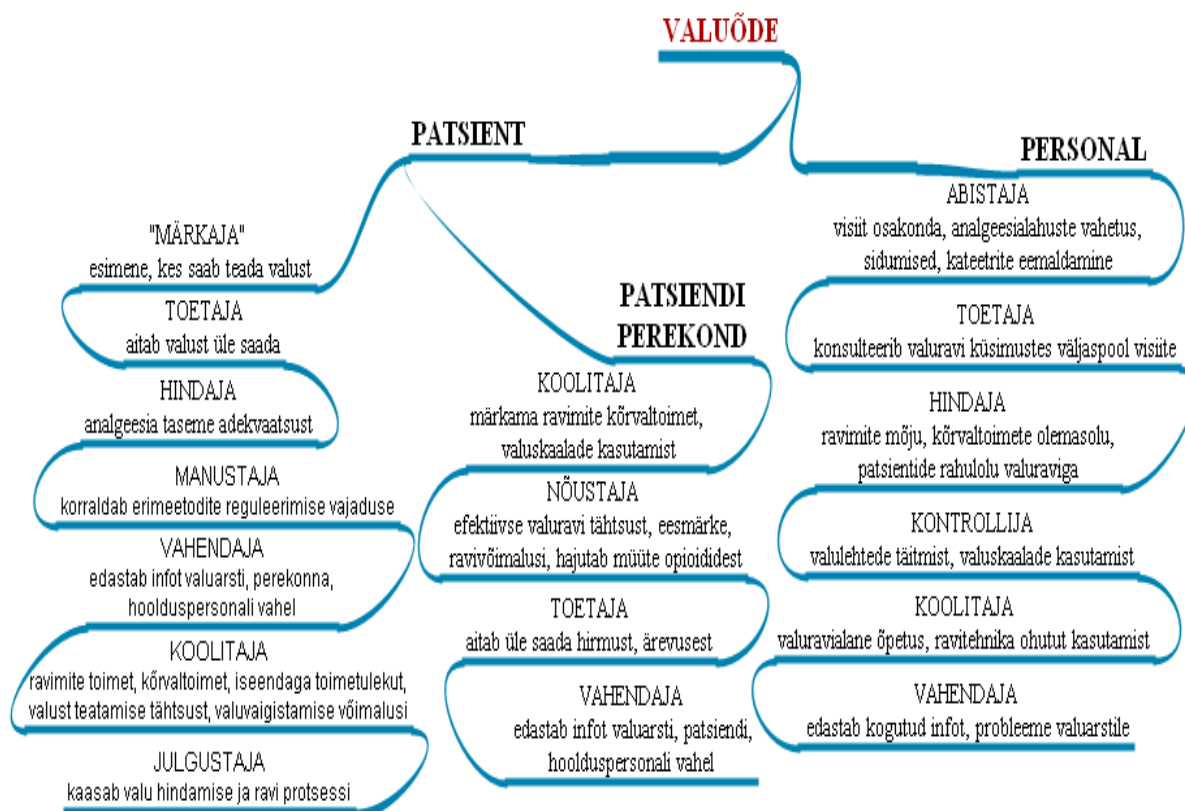 VALUÕDE
PATSIENT
"MÄRKAJA"
esimene, kes saab teada valust
TOETAJA
aitab valust üle saada
HINDAJA
analgeesia taseme adekvaatsust
MANUSTAJA
korraldab erimeetodite reguleerimise vajaduse
VAHENDAJA
edastab infot valuarsti, perekonna,
hoolduspersonali vahel
KOOLITAJA
ravimite toimet, kõrvaltoimet, iseendaga toimetulekut,
valust teatamise tähtsust, valuvaigistamise võimalusi
JULGUSTAJA
kaasab valu hindamise ja ravi protsessi
PATSIENDI
PEREKOND
KOOLITAJA
märkama ravimite kõrvaltoimet,
valuskaalade kasutamist
NÕUSTAJA
efektiivse valuravi tähtsust, eesmärke,
ravivõimalusi, hajutab müüte opioididest
TOETAJA
aitab üle saada hirmust, ärevusest
VAHENDAJA
edastab infot valuarsti, patsiendi,
hoolduspersonali vahel
PERSONAL
ABISTAJA
visiit osakonda, analgeesialahuste vahetus,
sidumised, kateetrite eemaldamine
TOETAJA
konsulteerib valuravi küsimustes väljaspool visiite
HINDAJA
ravimite mõju, kõrvaltoimete olemasolu,
patsientide rahulolu valuraviga
KONTROLLIJA
valulehtede täitmist, valuskaalade kasutamist
KOOLITAJA
valuravialane õpetus, ravitehnika ohutut kasutamist
VAHENDAJA
edastab kogutud infot, probleeme valuarstile